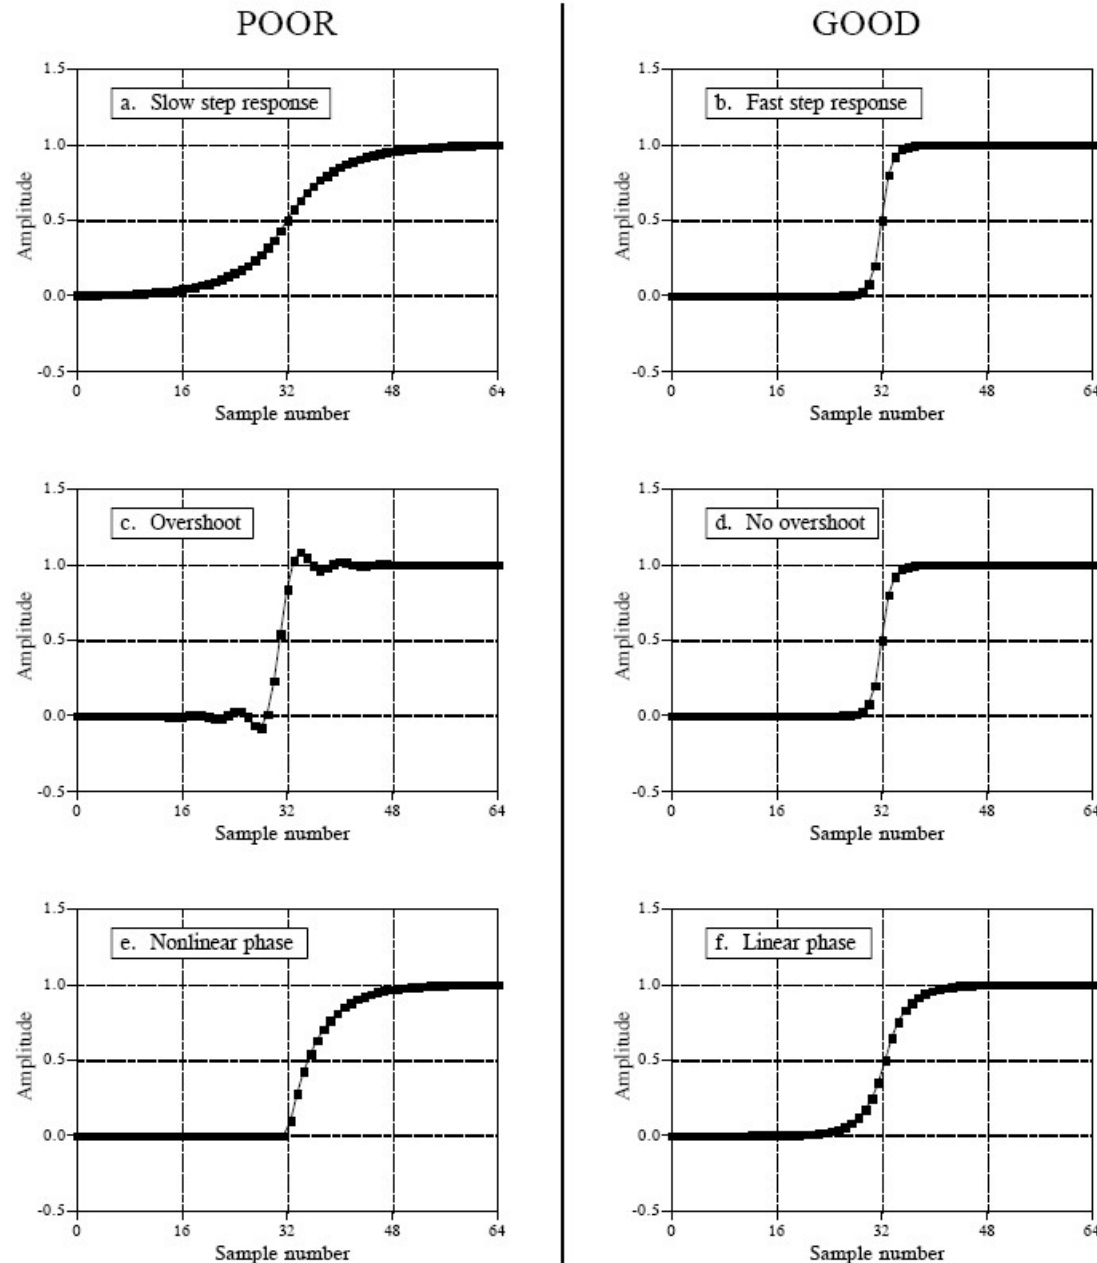 POOR
GOOD
1.5
a. Slow step response
1.0
0.5
0.0
-0.5
Amplitude
0 16 32 48 64
Sample number
1.5
b. Fast step response
1.0
0.5
0.0
-0.5
Amplitude
0 16 32 48 64
Sample number
1.5
c. Overshoot
1.0
0.5
0.0
-0.5
Amplitude
0 16 32 48 64
Sample number
1.5
d. No overshoot
1.0
0.5
0.0
-0.5
Amplitude
0 16 32 48 64
Sample number
1.5
e. Nonlinear phase
1.0
0.5
0.0
-0.5
Amplitude
0 16 32 48 64
Sample number
1.5
f. Linear phase
1.0
0.5
0.0
-0.5
Amplitude
0 16 32 48 64
Sample number